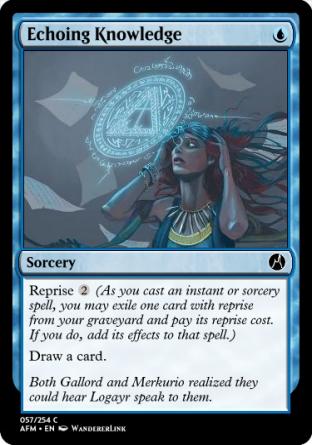 Echoing Knowledge
Sorcery
Reprise 2 (As you cast an instant or sorcery
spell, you may exile one card with reprise
from your graveyard and pay its reprise cost.
If you do, add its effects to that spell.)
Draw a card.
Both Gallord and Merkurio realized they
could hear Logayr speak to them.
057/254 C
AFM • EN WANDERERLINK